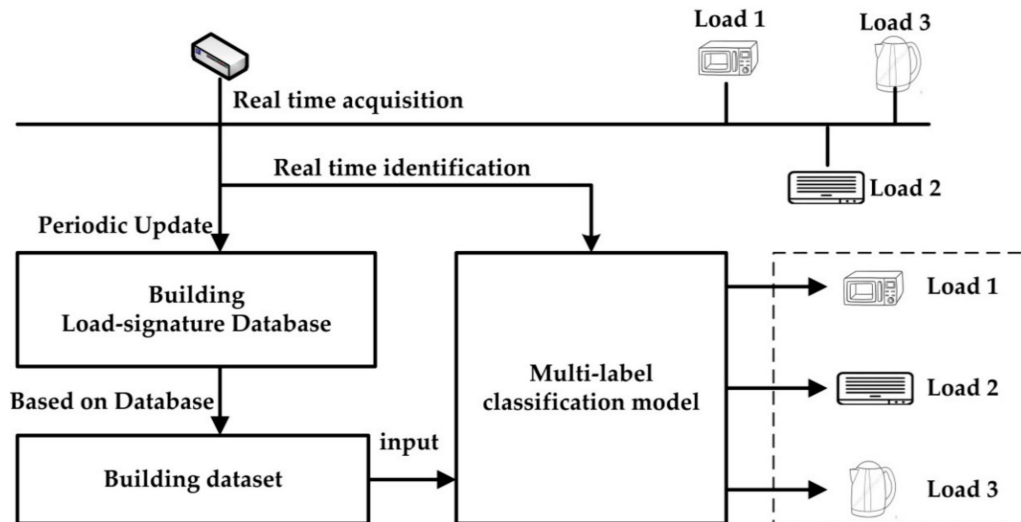 Load 1
Load 3
Real time acquisition
Real time identification
Load 2
Periodic Update
Building
Load-signature Database
Load 1
Multi-label
classification model
Load 2
Based on Database
input
Building dataset
Load 3